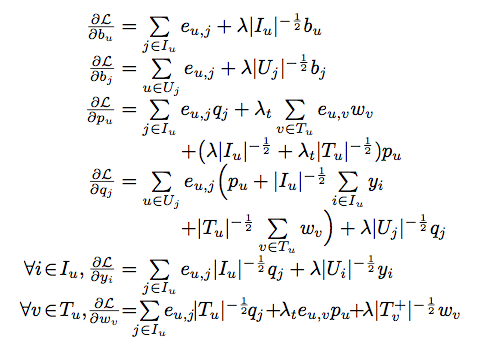 ∂ℒ/∂b_u = ∑_{j∈I_u} e_{u,j} + λ|I_u|^{-1/2} b_u
∂ℒ/∂b_j = ∑_{u∈U_j} e_{u,j} + λ|U_j|^{-1/2} b_j
∂ℒ/∂p_u = ∑_{j∈I_u} e_{u,j} q_j + λ_t ∑_{v∈T_u} e_{u,v} w_v
+(λ|I_u|^{-1/2} + λ_t|T_u|^{-1/2}) p_u
∂ℒ/∂q_j = ∑_{u∈U_j} e_{u,j} (p_u + |I_u|^{-1/2} ∑_{i∈I_u} y_i
+|T_u|^{-1/2} ∑_{v∈T_u} w_v) + λ|U_j|^{-1/2} q_j
∀i∈I_u, ∂ℒ/∂y_i = ∑_{j∈I_u} e_{u,j} |I_u|^{-1/2} q_j + λ|U_i|^{-1/2} y_i
∀v∈T_u, ∂ℒ/∂w_v = ∑_{j∈I_u} e_{u,j} |T_u|^{-1/2} q_j + λ_t e_{u,v} p_u + λ|T_v^+|^{-1/2} w_v